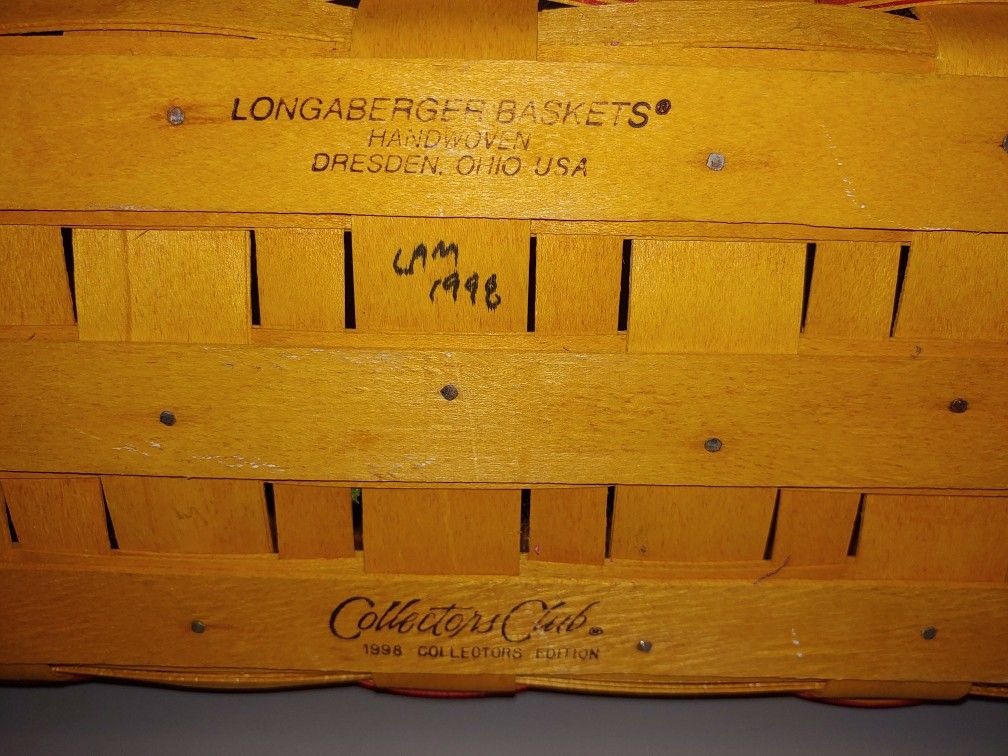 LONGABERGER BASKETS®
HANDWOVEN
DRESDEN, OHIO USA
LAM
1998
Collectors Club®
1998 COLLECTORS EDITION